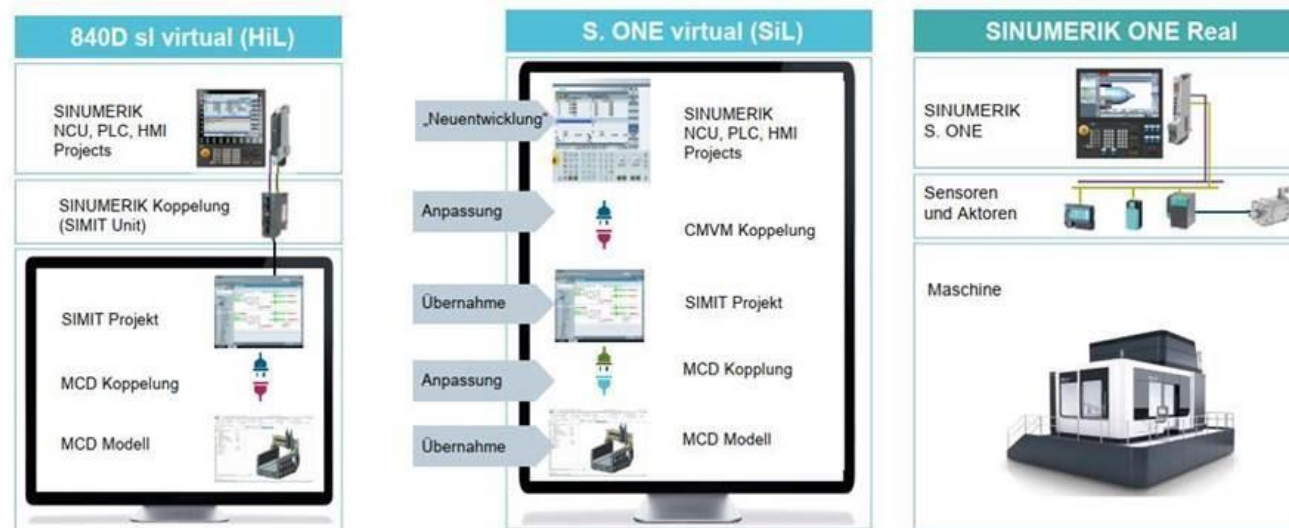 840D sl virtual (HiL)
SINUMERIK
NCU, PLC, HMI
Projects
SINUMERIK Koppelung
(SIMIT Unit)
SIMIT Projekt
MCD Koppelung
MCD Modell
S. ONE virtual (SiL)
„Neuentwicklung“
SINUMERIK
NCU, PLC, HMI
Projects
Anpassung
CMVM Koppelung
Übernahme
SIMIT Projekt
Anpassung
MCD Kopplung
Übernahme
MCD Modell
SINUMERIK ONE Real
SINUMERIK
S. ONE
Sensoren
und Aktoren
Maschine